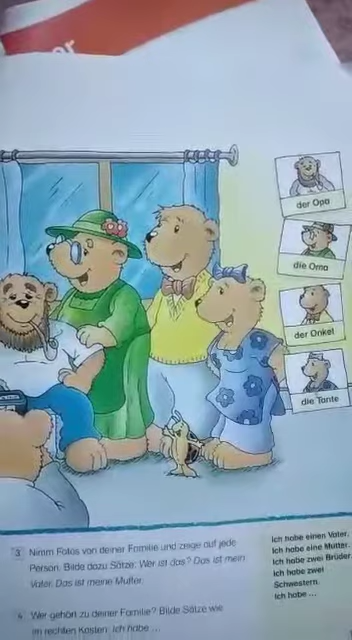 er
der Opa
die Oma
der Onkel
die Tante
3 Nimm Fotos von deiner Familie und zeige auf jede
Person. Bilde dazu Sätze: Wer ist das? Das ist mein
Vater. Das ist meine Mutter.
4 Wer gehört zu deiner Familie? Bilde Sätze wie
im rechten Kasten: Ich habe ...
Ich habe einen Vater.
Ich habe eine Mutter.
Ich habe zwei Brüder.
Ich habe zwei
Schwestern.
Ich habe ...